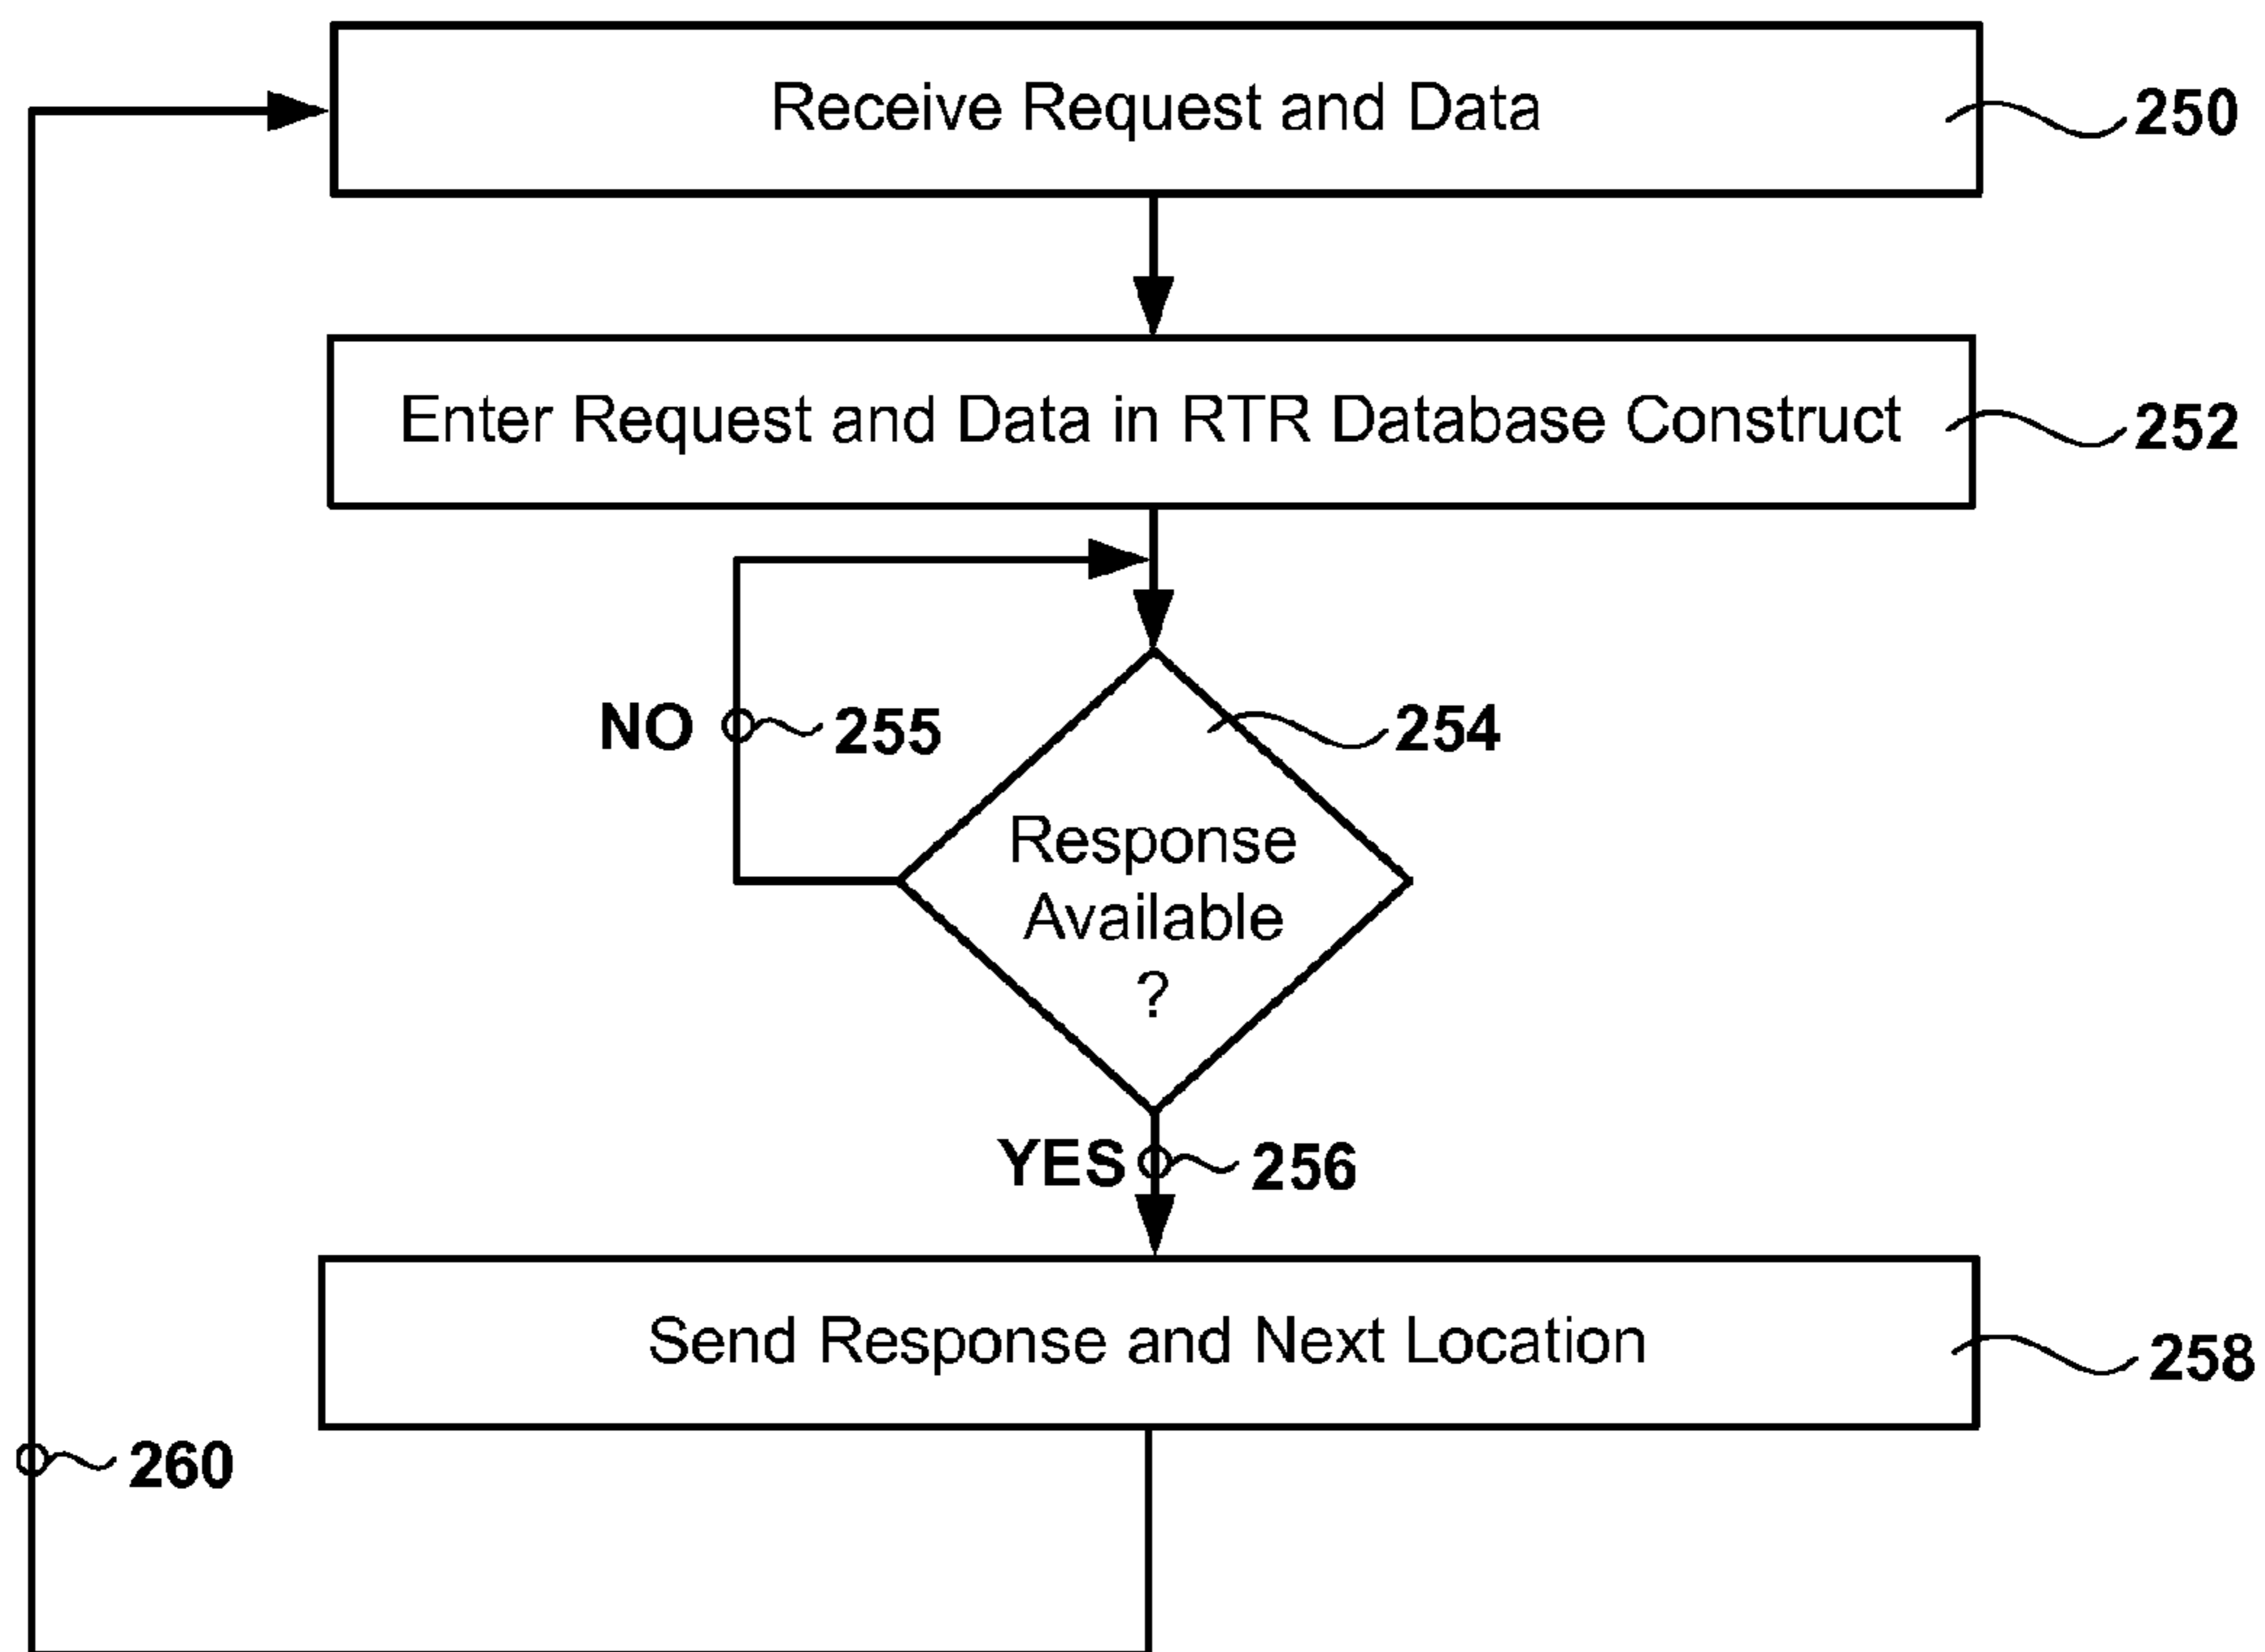 Receive Request and Data
250
Enter Request and Data in RTR Database Construct
252
NO
255
254
Response
Available
?
YES
256
Send Response and Next Location
258
260